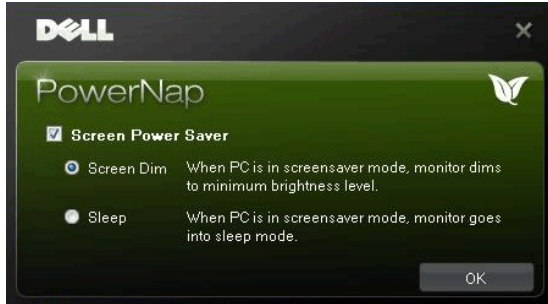 DELL
PowerNap
Screen Power Saver
Screen Dim When PC is in screensaver mode, monitor dims
to minimum brightness level.
Sleep When PC is in screensaver mode, monitor goes
into sleep mode.
OK